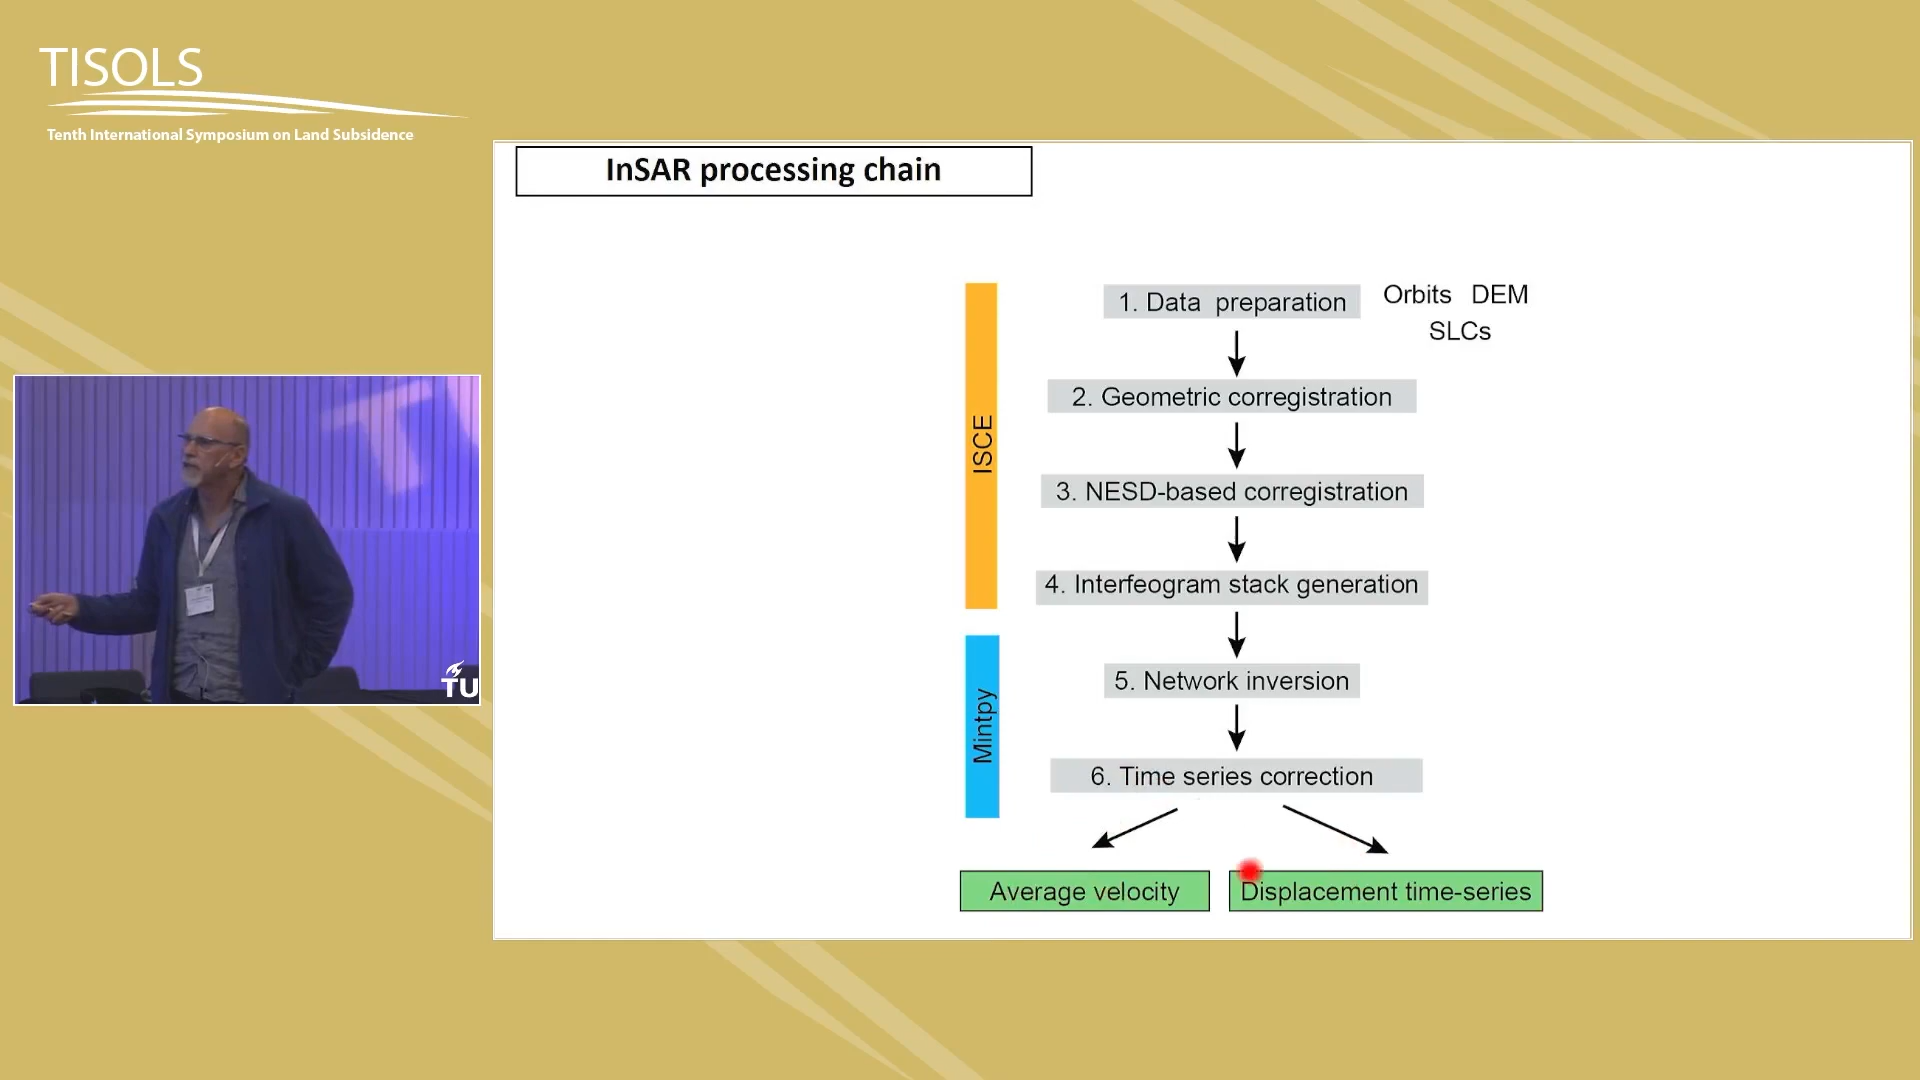 TISOLS
Tenth International Symposium on Land Subsidence
InSAR processing chain
ISCE
1. Data preparation
Orbits DEM
SLCs
2. Geometric corregistration
3. NESD-based corregistration
4. Interfeogram stack generation
Mintpy
5. Network inversion
6. Time series correction
Average velocity
Displacement time-series
TU